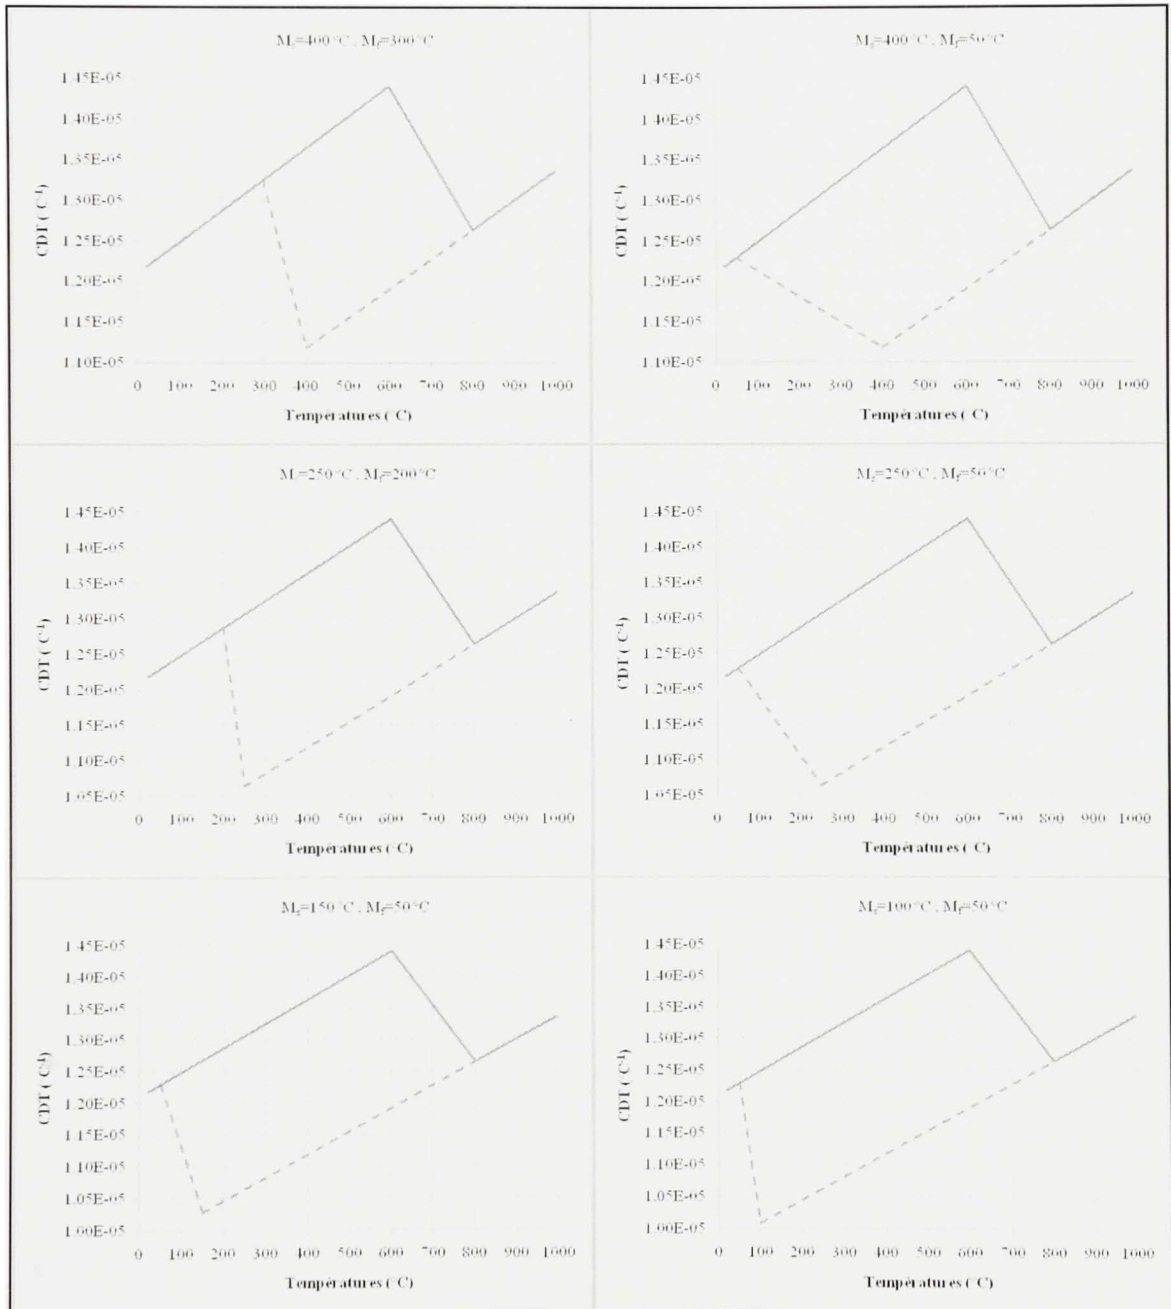 Ms=400 °C , Mf=300 °C
1.45E-05
1.40E-05
1.35E-05
1.30E-05
1.25E-05
1.20E-05
1.15E-05
1.10E-05
CDT (°C-1)
0 100 200 300 400 500 600 700 800 900 1000
Températures (°C)
Ms=400 °C , Mf=50 °C
1.45E-05
1.40E-05
1.35E-05
1.30E-05
1.25E-05
1.20E-05
1.15E-05
1.10E-05
CDT (°C-1)
0 100 200 300 400 500 600 700 800 900 1000
Températures (°C)
Ms=250 °C , Mf=200 °C
1.45E-05
1.40E-05
1.35E-05
1.30E-05
1.25E-05
1.20E-05
1.15E-05
1.10E-05
1.05E-05
CDT (°C-1)
0 100 200 300 400 500 600 700 800 900 1000
Températures (°C)
Ms=250 °C , Mf=50 °C
1.45E-05
1.40E-05
1.35E-05
1.30E-05
1.25E-05
1.20E-05
1.15E-05
1.10E-05
1.05E-05
CDT (°C-1)
0 100 200 300 400 500 600 700 800 900 1000
Températures (°C)
Ms=150 °C , Mf=50 °C
1.45E-05
1.40E-05
1.35E-05
1.30E-05
1.25E-05
1.20E-05
1.15E-05
1.10E-05
1.05E-05
1.00E-05
CDT (°C-1)
0 100 200 300 400 500 600 700 800 900 1000
Températures (°C)
Ms=100 °C , Mf=50 °C
1.45E-05
1.40E-05
1.35E-05
1.30E-05
1.25E-05
1.20E-05
1.15E-05
1.10E-05
1.05E-05
1.00E-05
CDT (°C-1)
0 100 200 300 400 500 600 700 800 900 1000
Températures (°C)